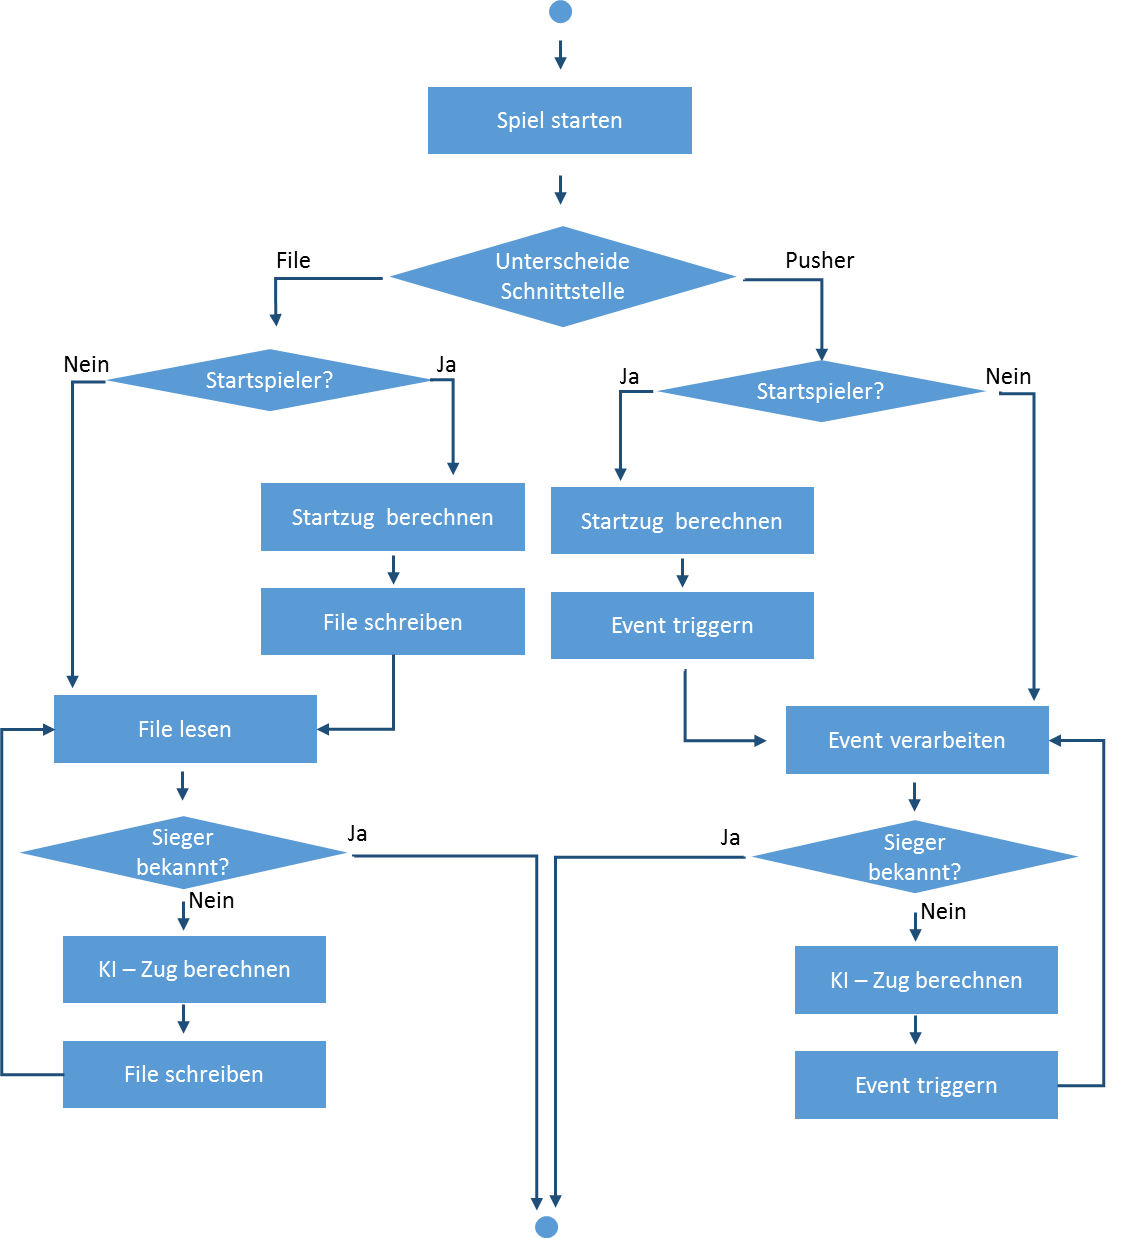 Spiel starten
File
Unterscheide
Schnittstelle
Pusher
Nein
Startspieler?
Ja
Ja
Startspieler?
Nein
Startzug berechnen
Startzug berechnen
File schreiben
Event triggern
File lesen
Event verarbeiten
Sieger
bekannt?
Ja
Ja
Sieger
bekannt?
Nein
Nein
KI – Zug berechnen
KI – Zug berechnen
File schreiben
Event triggern